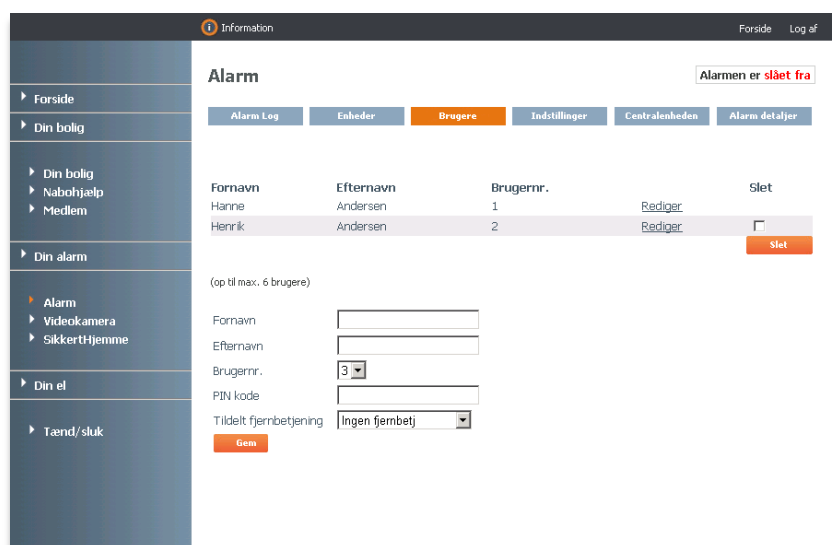 Information
Forside Log af
Forside
Din bolig
Din bolig
Nabohjælp
Medlem
Din alarm
Alarm
Videokamera
SikkertHjemme
Din el
Tænd/sluk
Alarm
Alarmen er slået fra
Alarm Log Enheder Brugere Indstillinger Centralenheden Alarm detaljer
Fornavn Efternavn Brugernr. Slet
Hanne Andersen 1 Rediger
Henrik Andersen 2 Rediger
Slet
(op til max. 6 brugere)
Fornavn
Efternavn
Brugernr. 3
PIN kode
Tildelt fjernbetjening Ingen fjernbetj
Gem